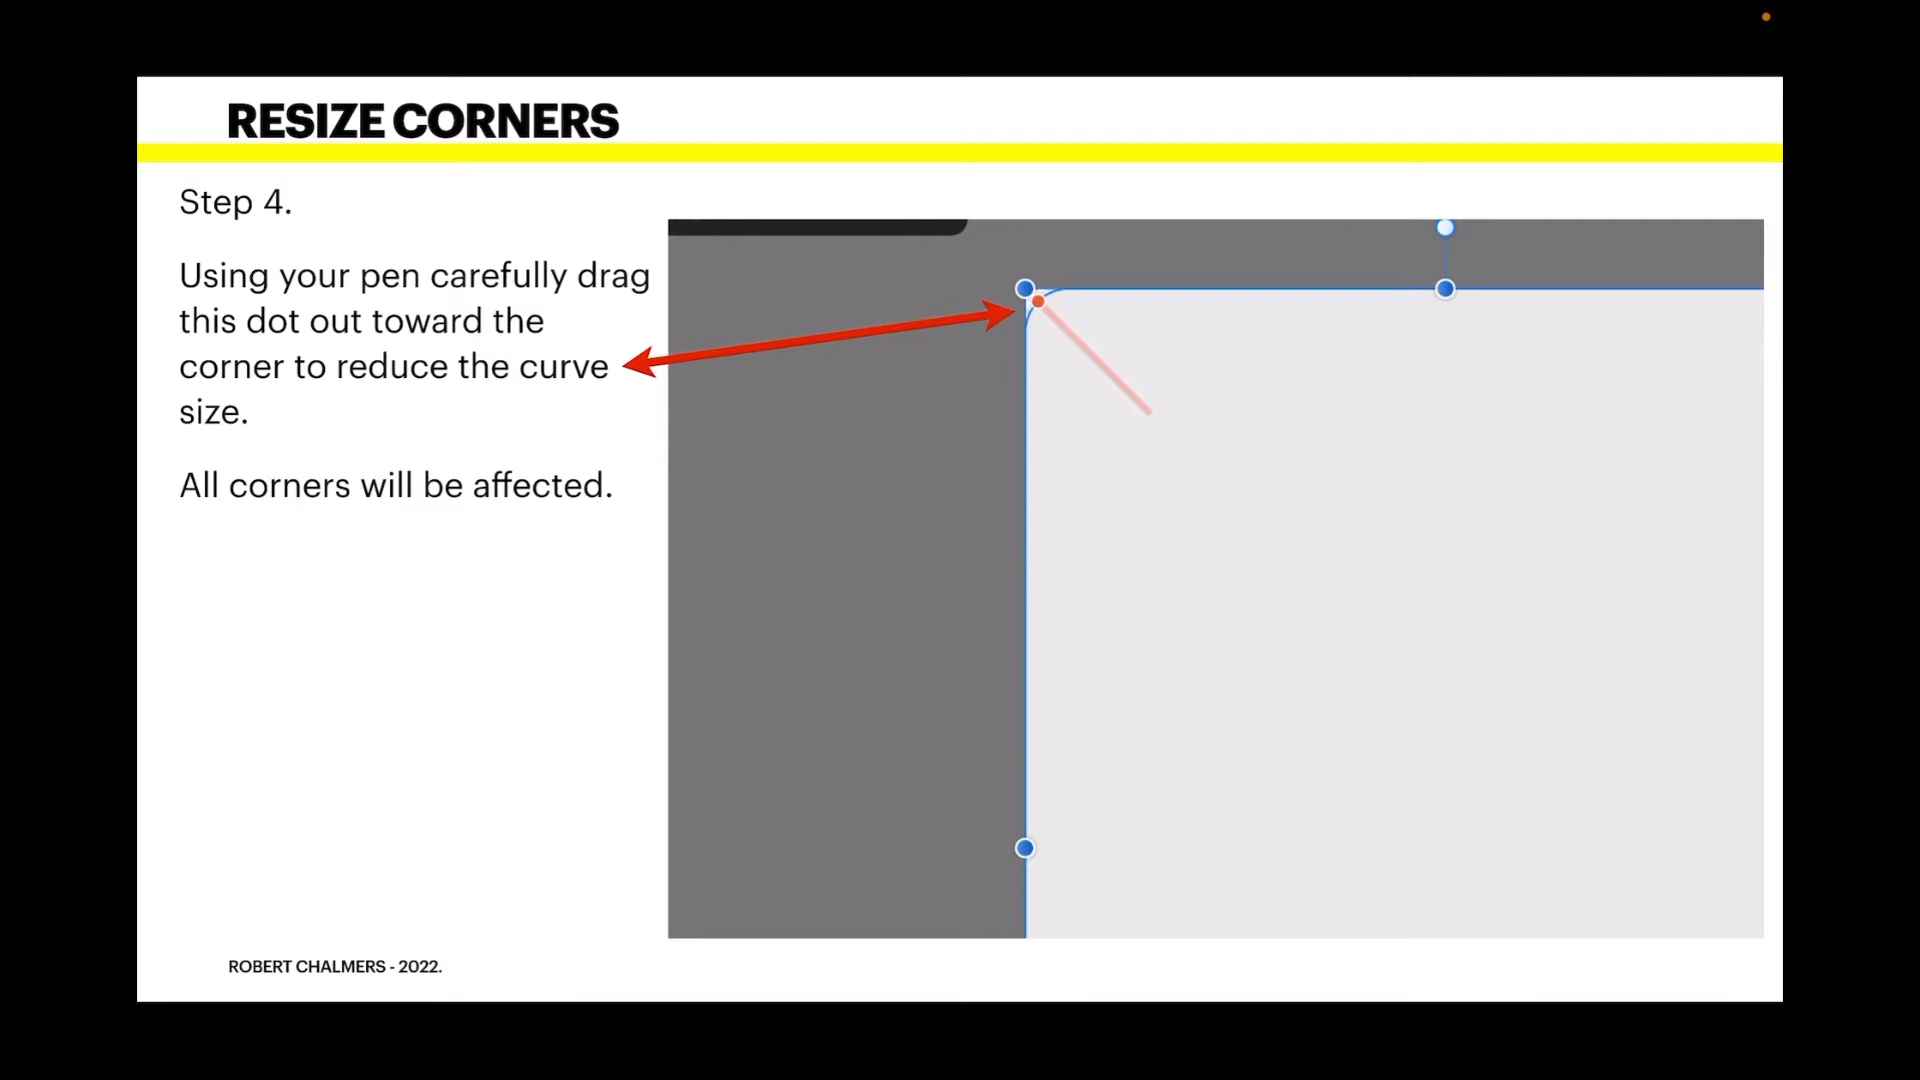 RESIZE CORNERS
Step 4.
Using your pen carefully drag
this dot out toward the
corner to reduce the curve
size.
All corners will be affected.
ROBERT CHALMERS - 2022.